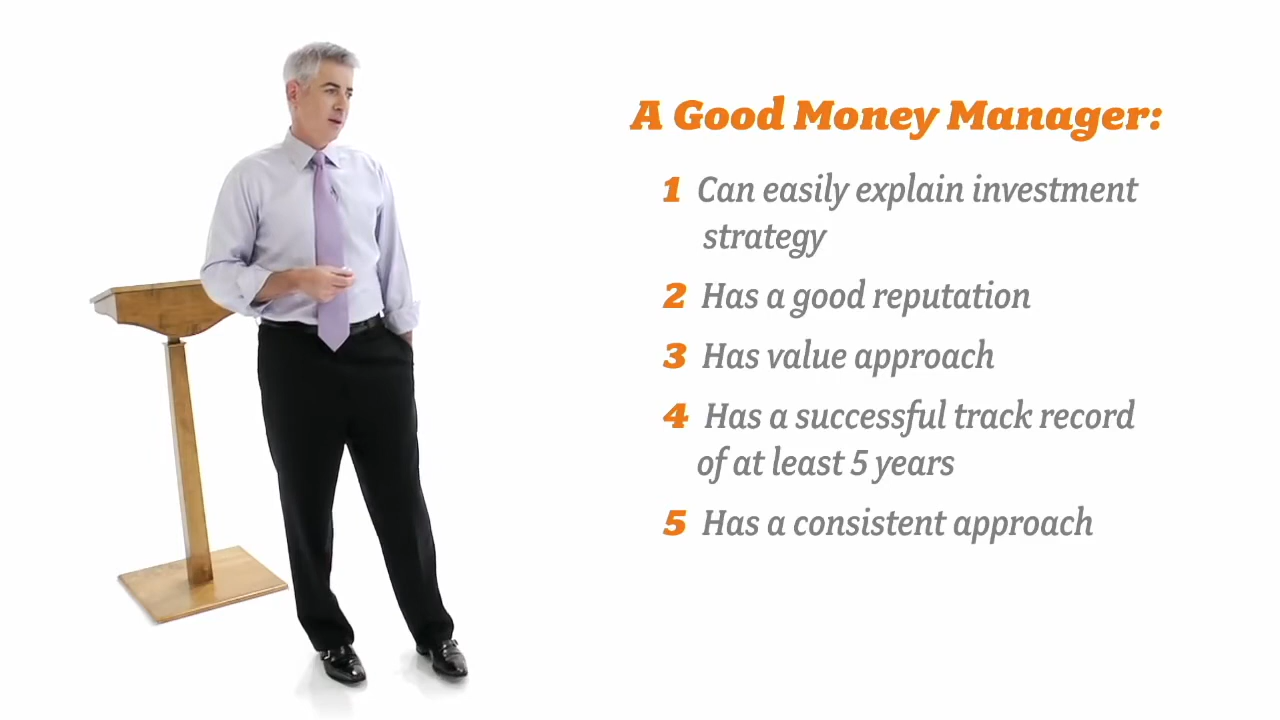 A Good Money Manager:
1 Can easily explain investment
strategy
2 Has a good reputation
3 Has value approach
4 Has a successful track record
of at least 5 years
5 Has a consistent approach